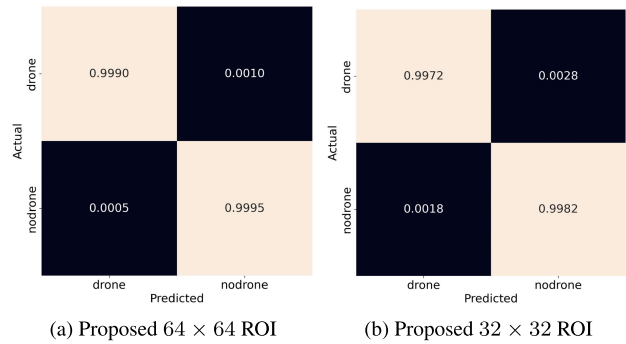 drone
0.9990
0.0010
Actual
nodrone
0.0005
0.9995
drone
nodrone
Predicted
(a) Proposed 64 × 64 ROI
drone
0.9972
0.0028
Actual
nodrone
0.0018
0.9982
drone
nodrone
Predicted
(b) Proposed 32 × 32 ROI